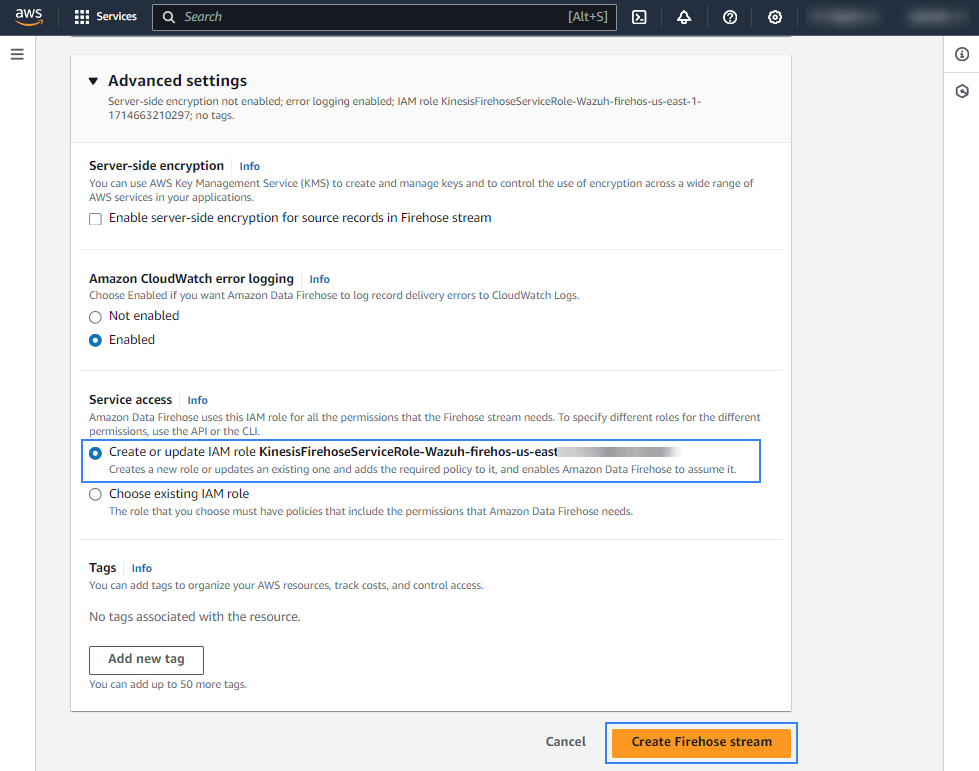 aws Services Search [Alt+S]
Advanced settings
Server-side encryption not enabled; error logging enabled; IAM role KinesisFirehoseServiceRole-Wazuh-firehos-us-east-1-
1714663210297; no tags.
Server-side encryption Info
You can use AWS Key Management Service (KMS) to create and manage keys and to control the use of encryption across a wide range of
AWS services in your applications.
Enable server-side encryption for source records in Firehose stream
Amazon CloudWatch error logging Info
Choose Enabled if you want Amazon Data Firehose to log record delivery errors to CloudWatch Logs.
Not enabled
Enabled
Service access Info
Amazon Data Firehose uses this IAM role for all the permissions that the Firehose stream needs. To specify different roles for the different
permissions, use the API or the CLI.
Create or update IAM role KinesisFirehoseServiceRole-Wazuh-firehos-us-east
Creates a new role or updates an existing one and adds the required policy to it, and enables Amazon Data Firehose to assume it.
Choose existing IAM role
The role that you choose must have policies that include the permissions that Amazon Data Firehose needs.
Tags Info
You can add tags to organize your AWS resources, track costs, and control access.
No tags associated with the resource.
Add new tag
You can add up to 50 more tags.
Cancel Create Firehose stream